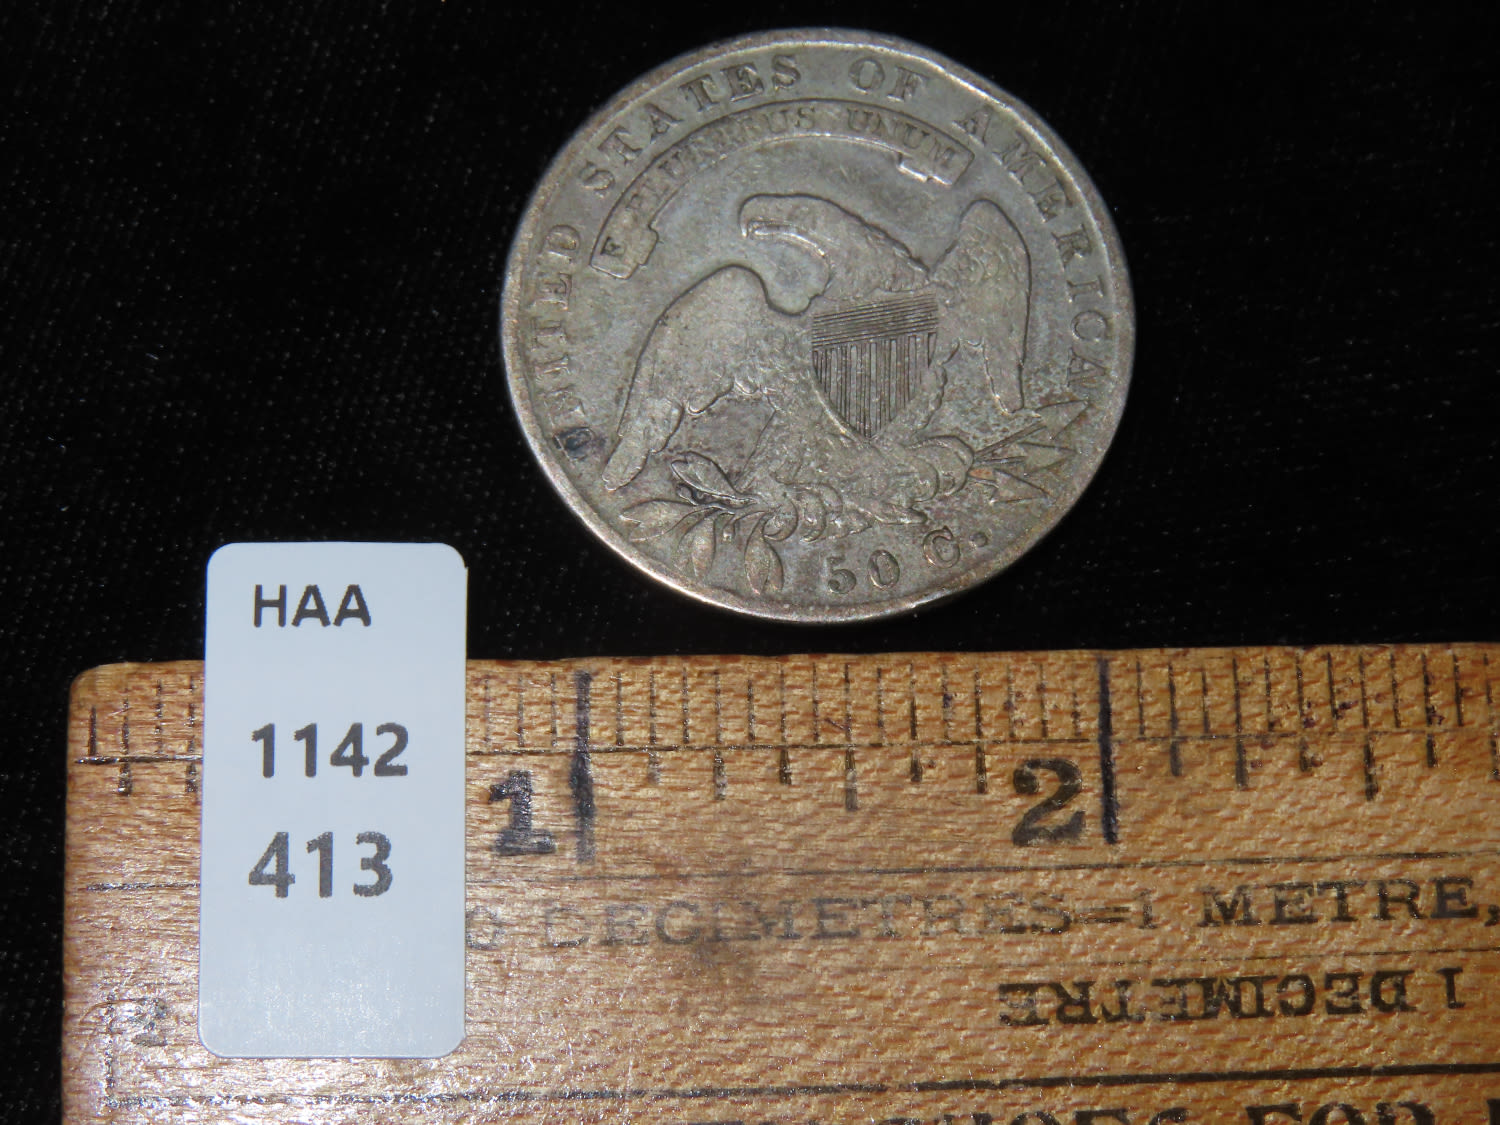 UNITED STATES OF AMERICA
E PLURIBUS UNUM
50 C.
HAA
1142
413
1
2
DECIMETRES=1 METRE,
1 DECIMETRE